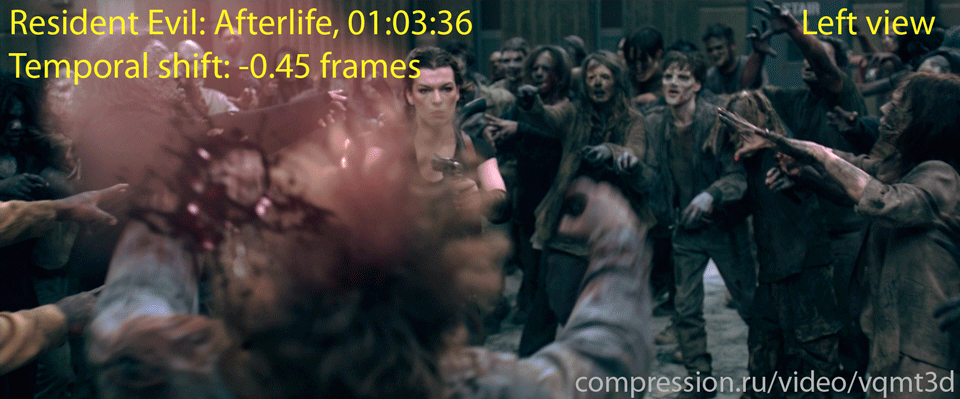 Resident Evil: Afterlife, 01:03:36
Left view
Temporal shift: -0.45 frames
compression.ru/video/vqmt3d